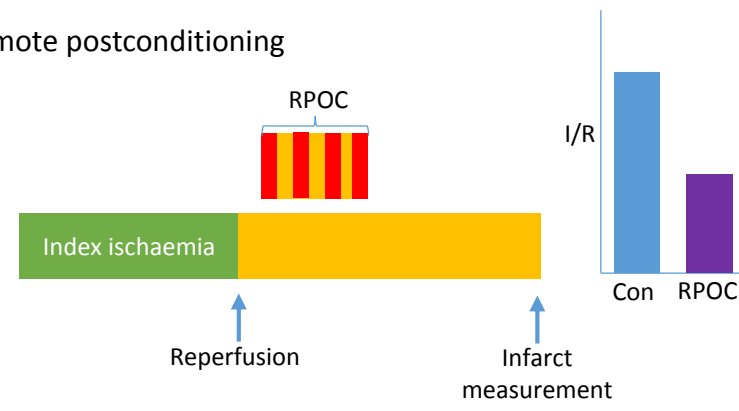 mote postconditioning
RPOC
I/R
Index ischaemia
Con RPOC
Reperfusion
Infarct
measurement